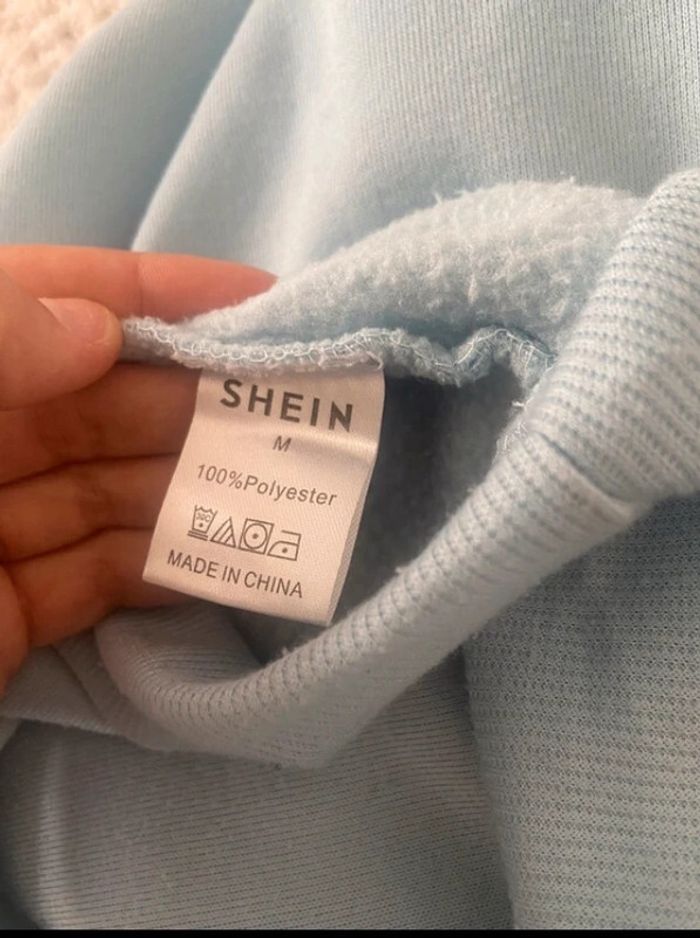 SHEIN
M
100%Polyester
MADE IN CHINA